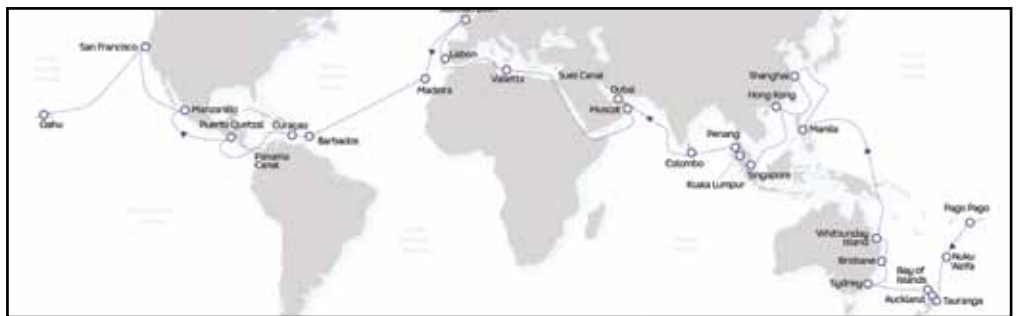 San Francisco
Oahu
Manzanillo
Puerto Quetzal
Panama
Canal
Curaçao
Barbados
Madeira
Lisbon
Valletta
Suez Canal
Dubai
Muscat
Colombo
Penang
Kuala Lumpur
Singapore
Shanghai
Hong Kong
Manila
Whitsunday
Island
Brisbane
Sydney
Bay of
Islands
Auckland
Tauranga
Nuku
Pago Pago